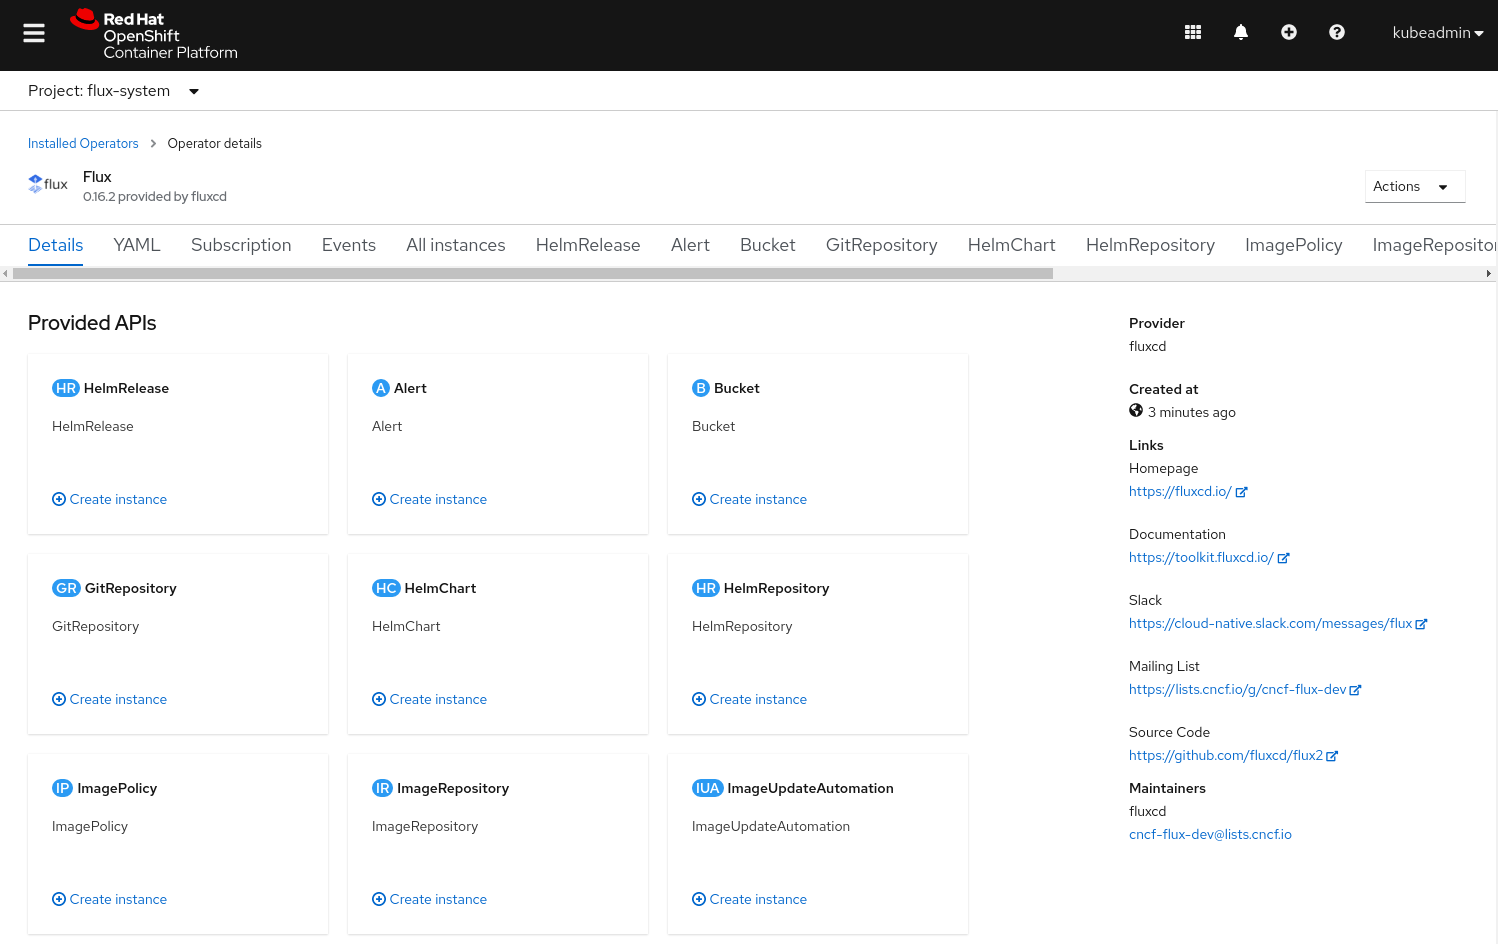 Red Hat
OpenShift
Container Platform
kubeadmin
Project: flux-system
Installed Operators > Operator details
flux
Flux
0.16.2 provided by fluxcd
Actions
Details YAML Subscription Events All instances HelmRelease Alert Bucket GitRepository HelmChart HelmRepository ImagePolicy ImageRepositor
Provided APIs
HR HelmRelease
HelmRelease
Create instance
A Alert
Alert
Create instance
B Bucket
Bucket
Create instance
GR GitRepository
GitRepository
Create instance
HC HelmChart
HelmChart
Create instance
HR HelmRepository
HelmRepository
Create instance
IP ImagePolicy
ImagePolicy
Create instance
IR ImageRepository
ImageRepository
Create instance
IUA ImageUpdateAutomation
ImageUpdateAutomation
Create instance
Provider
fluxcd
Created at
3 minutes ago
Links
Homepage
https://fluxcd.io/
Documentation
https://toolkit.fluxcd.io/
Slack
https://cloud-native.slack.com/messages/flux
Mailing List
https://lists.cncf.io/g/cncf-flux-dev
Source Code
https://github.com/fluxcd/flux2
Maintainers
fluxcd
cncf-flux-dev@lists.cncf.io